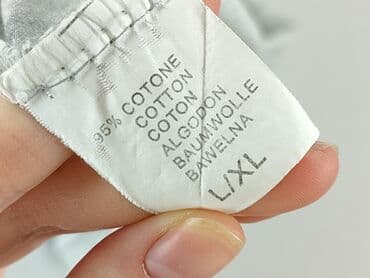 95% COTONE
COTTON
COTON
ALGODON
BAUMWOLLE
BAWELNA
L/XL